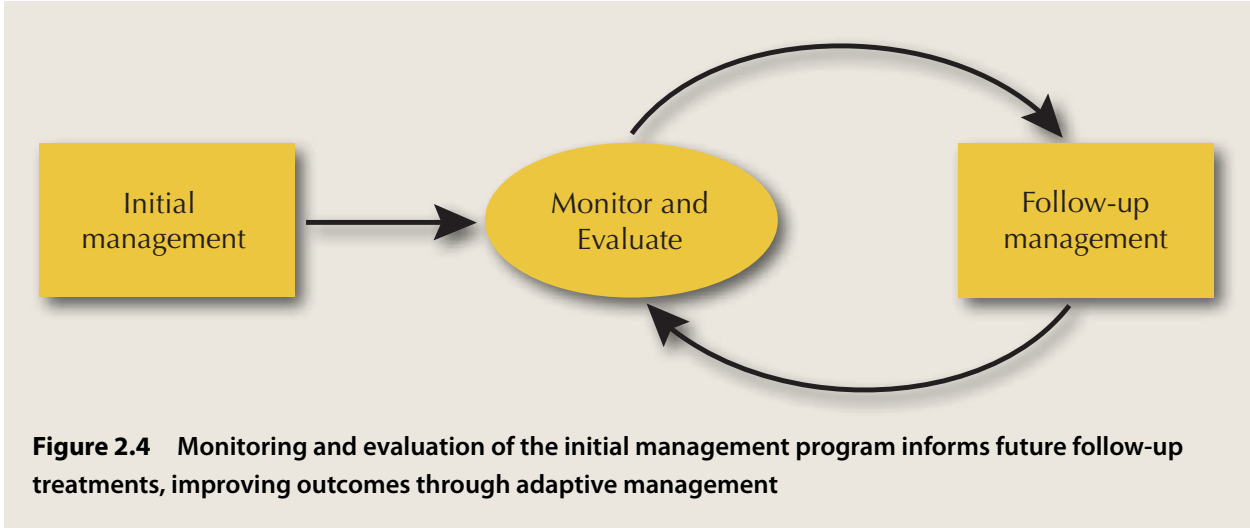 Initial
management
Monitor and
Evaluate
Follow-up
management
Figure 2.4 Monitoring and evaluation of the initial management program informs future follow-up
treatments, improving outcomes through adaptive management